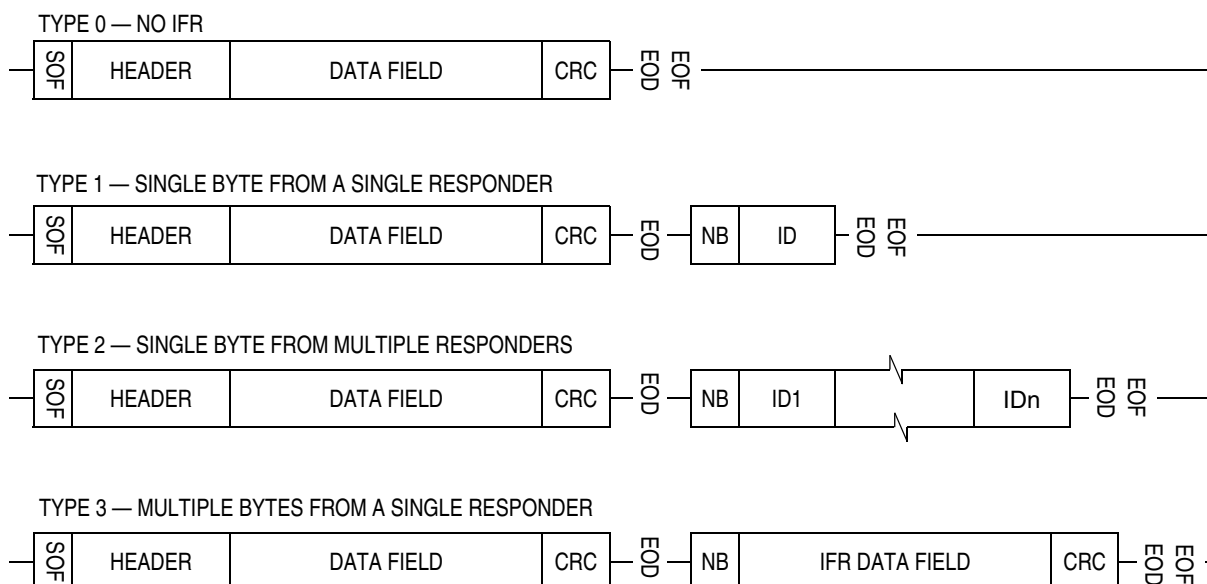 TYPE 0 — NO IFR
SOF HEADER DATA FIELD CRC EOD EOF
TYPE 1 — SINGLE BYTE FROM A SINGLE RESPONDER
SOF HEADER DATA FIELD CRC EOD NB ID EOD EOF
TYPE 2 — SINGLE BYTE FROM MULTIPLE RESPONDERS
SOF HEADER DATA FIELD CRC EOD NB ID1 IDn EOD EOF
TYPE 3 — MULTIPLE BYTES FROM A SINGLE RESPONDER
SOF HEADER DATA FIELD CRC EOD NB IFR DATA FIELD CRC EOD EOF